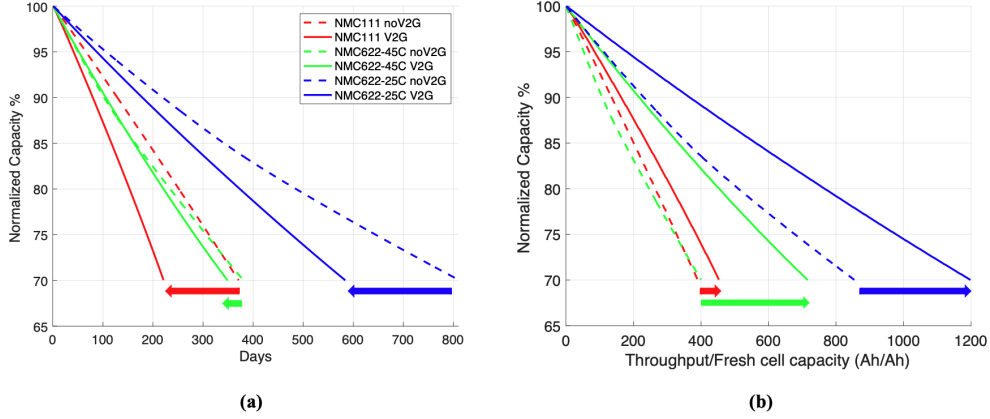 100
95
90
85
80
75
70
65
Normalized Capacity %
0 100 200 300 400 500 600 700 800
Days
NMC111 noV2G
NMC111 V2G
NMC622-45C noV2G
NMC622-45C V2G
NMC622-25C noV2G
NMC622-25C V2G
(a)
100
95
90
85
80
75
70
65
Normalized Capacity %
0 200 400 600 800 1000 1200
Throughput/Fresh cell capacity (Ah/Ah)
(b)